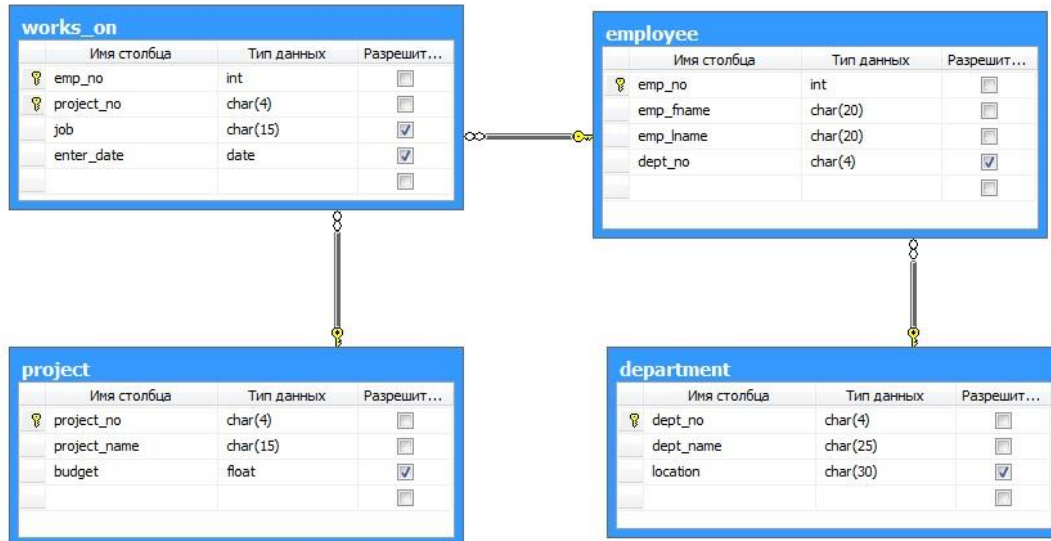 works_on
Имя столбца Тип данных Разрешит...
emp_no int
project_no char(4)
job char(15)
enter_date date
employee
Имя столбца Тип данных Разрешит...
emp_no int
emp_fname char(20)
emp_lname char(20)
dept_no char(4)
project
Имя столбца Тип данных Разрешит...
project_no char(4)
project_name char(15)
budget float
department
Имя столбца Тип данных Разрешит...
dept_no char(4)
dept_name char(25)
location char(30)